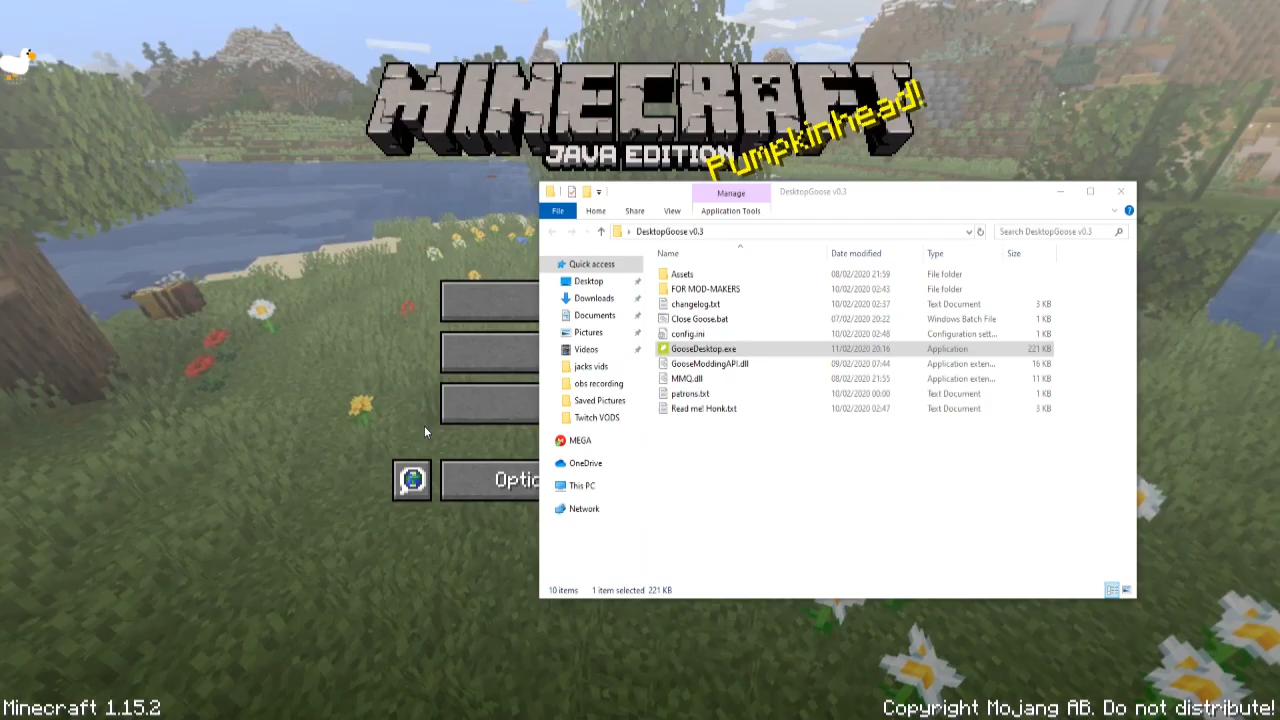 MINECRAFT
JAVA EDITION
Pumpkinhead!
Manage
DesktopGoose v0.3
File
Home
Share
View
Application Tools
DesktopGoose v0.3
Search DesktopGoose v0.3
Name
Date modified
Type
Size
Quick access
Desktop
Downloads
Documents
Pictures
Videos
jacks vids
obs recording
Saved Pictures
Twitch VODS
MEGA
OneDrive
This PC
Network
Assets 08/02/2020 21:59 File folder
FOR MOD-MAKERS 10/02/2020 02:43 File folder
changelog.txt 10/02/2020 02:37 Text Document 3 KB
Close Goose.bat 07/02/2020 20:22 Windows Batch File 1 KB
config.ini 10/02/2020 02:48 Configuration sett... 1 KB
GooseDesktop.exe 11/02/2020 20:16 Application 221 KB
GooseModdingAPI.dll 09/02/2020 07:44 Application exten... 16 KB
MMQ.dll 08/02/2020 21:55 Application exten... 11 KB
patrons.txt 10/02/2020 00:00 Text Document 1 KB
Read me! Honk.txt 10/02/2020 02:47 Text Document 3 KB
10 items 1 item selected 221 KB
Optio
Minecraft 1.15.2
Copyright Mojang AB. Do not distribute!